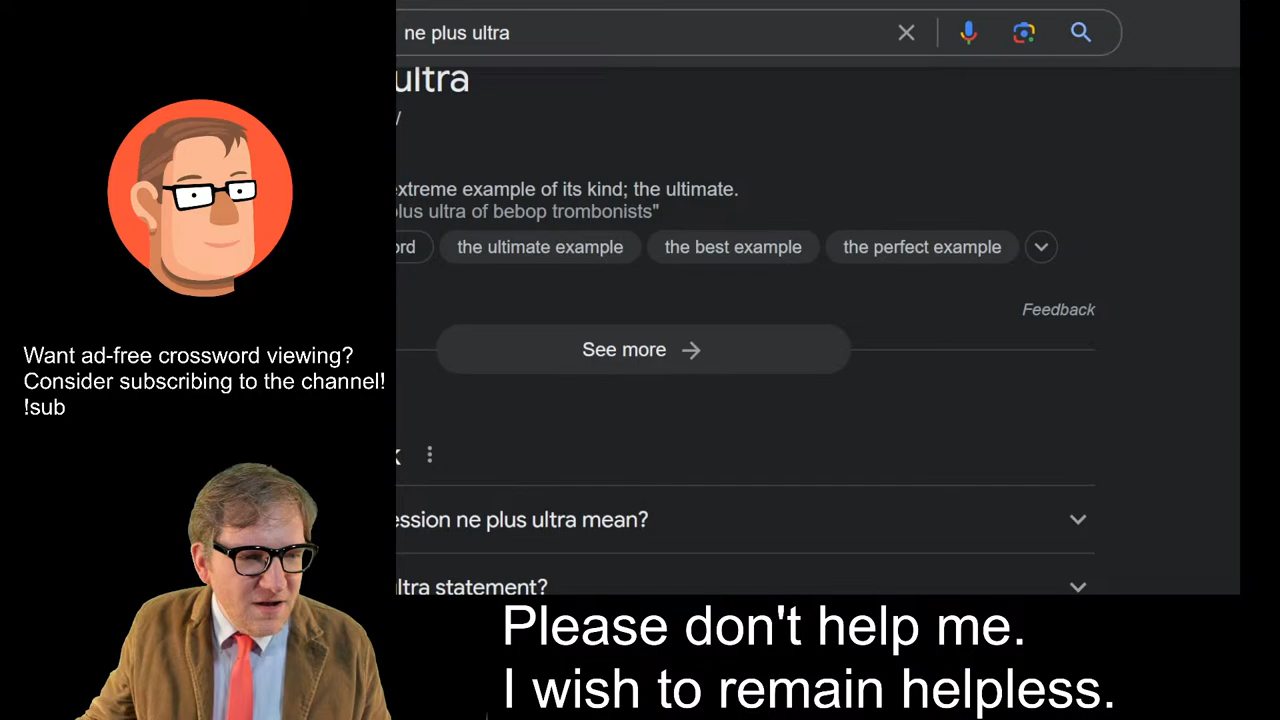 ne plus ultra
ultra
/
extreme example of its kind; the ultimate.
plus ultra of bebop trombonists"
ord
the ultimate example
the best example
the perfect example
Feedback
See more
Want ad-free crossword viewing?
Consider subscribing to the channel!
!sub
k
ession ne plus ultra mean?
ultra statement?
Please don't help me.
I wish to remain helpless.